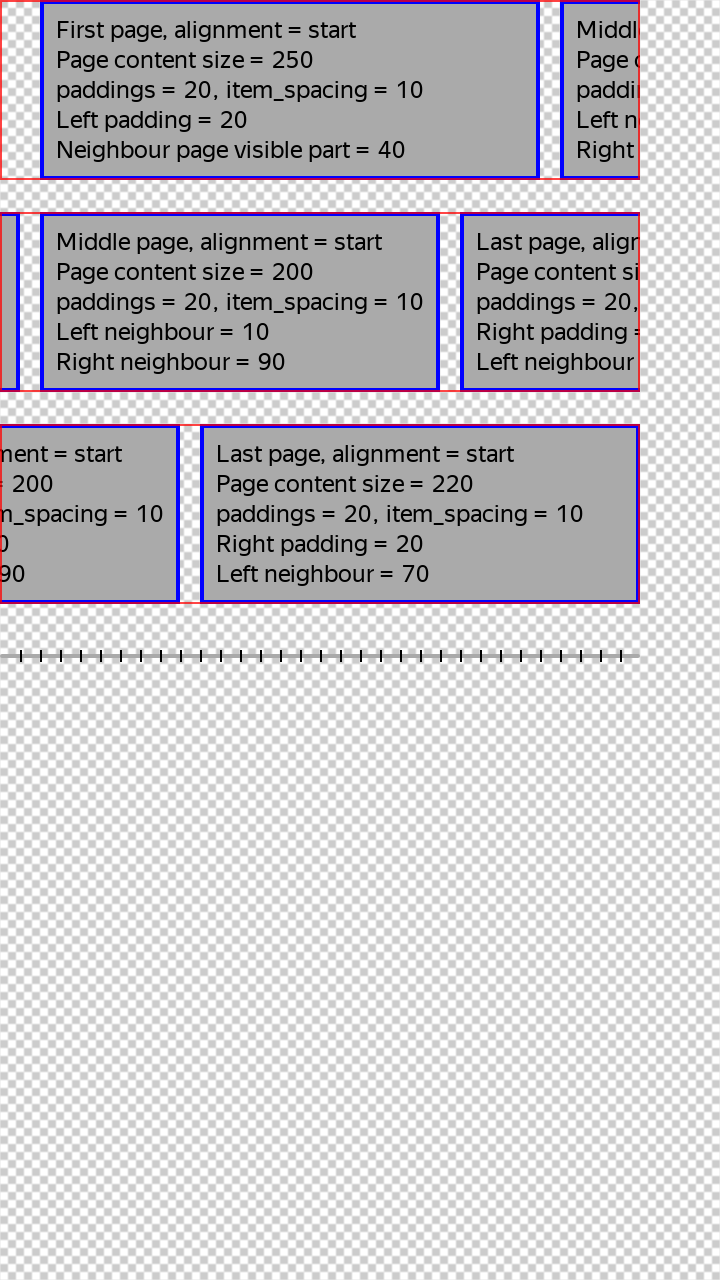 First page, alignment = start
Page content size = 250
paddings = 20, item_spacing = 10
Left padding = 20
Neighbour page visible part = 40
Middl
Page
paddi
Left n
Right
Middle page, alignment = start
Page content size = 200
paddings = 20, item_spacing = 10
Left neighbour = 10
Right neighbour = 90
Last page, align
Page content si
paddings = 20,
Right padding =
Left neighbour
ment = start
= 200
m_spacing = 10
0
90
Last page, alignment = start
Page content size = 220
paddings = 20, item_spacing = 10
Right padding = 20
Left neighbour = 70